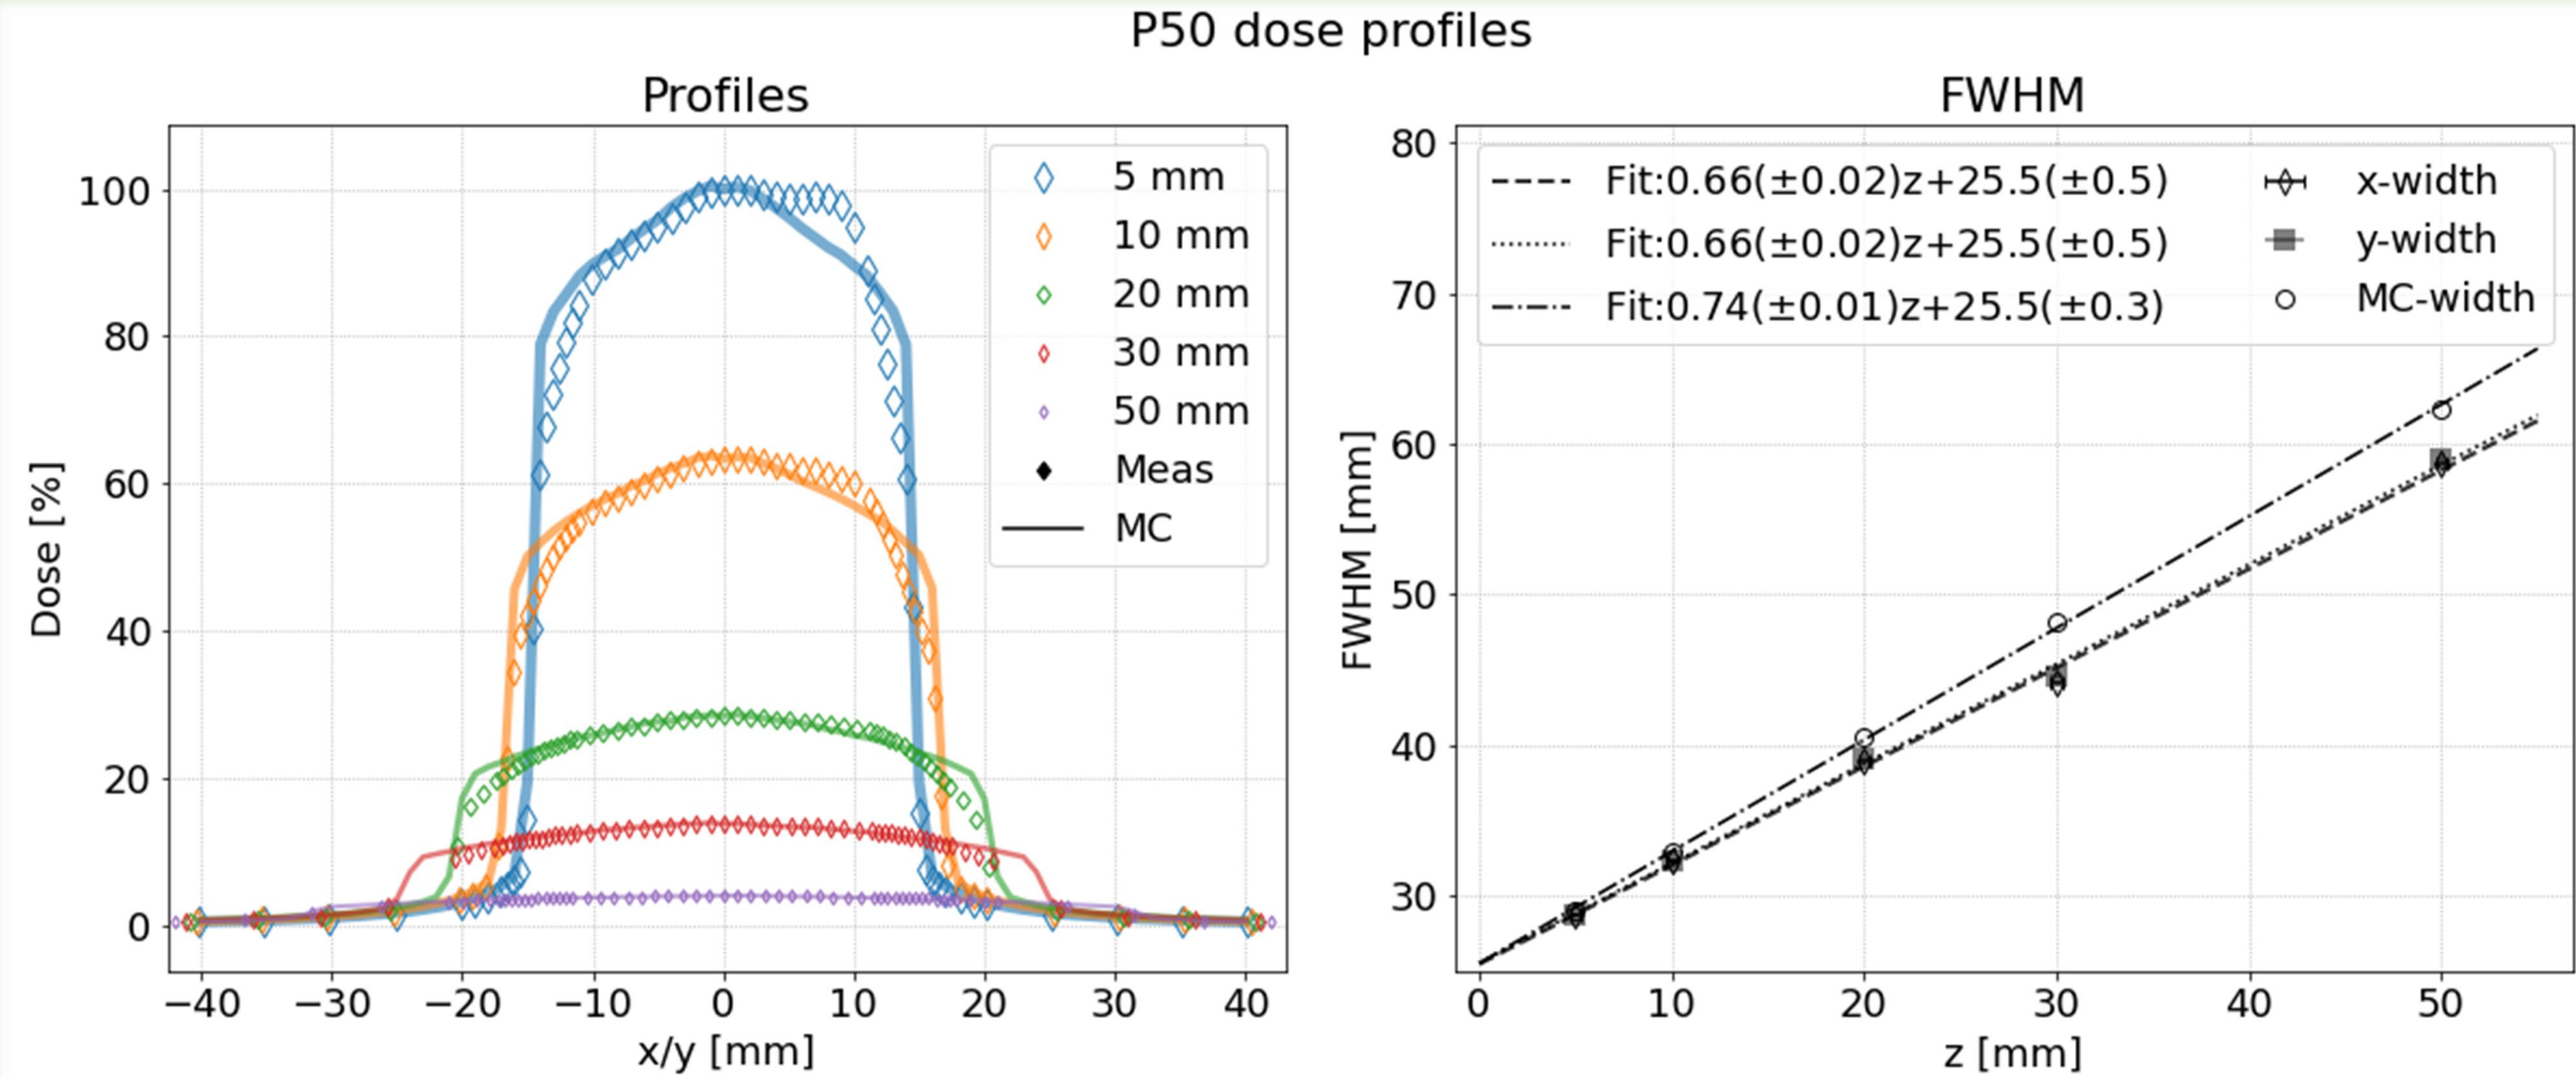 P50 dose profiles
Profiles
Dose [%]
100
80
60
40
20
0
−40 −30 −20 −10 0 10 20 30 40
x/y [mm]
5 mm
10 mm
20 mm
30 mm
50 mm
Meas
MC
FWHM
FWHM [mm]
80
70
60
50
40
30
0 10 20 30 40 50
z [mm]
Fit:0.66(±0.02)z+25.5(±0.5)
Fit:0.66(±0.02)z+25.5(±0.5)
Fit:0.74(±0.01)z+25.5(±0.3)
x-width
y-width
MC-width